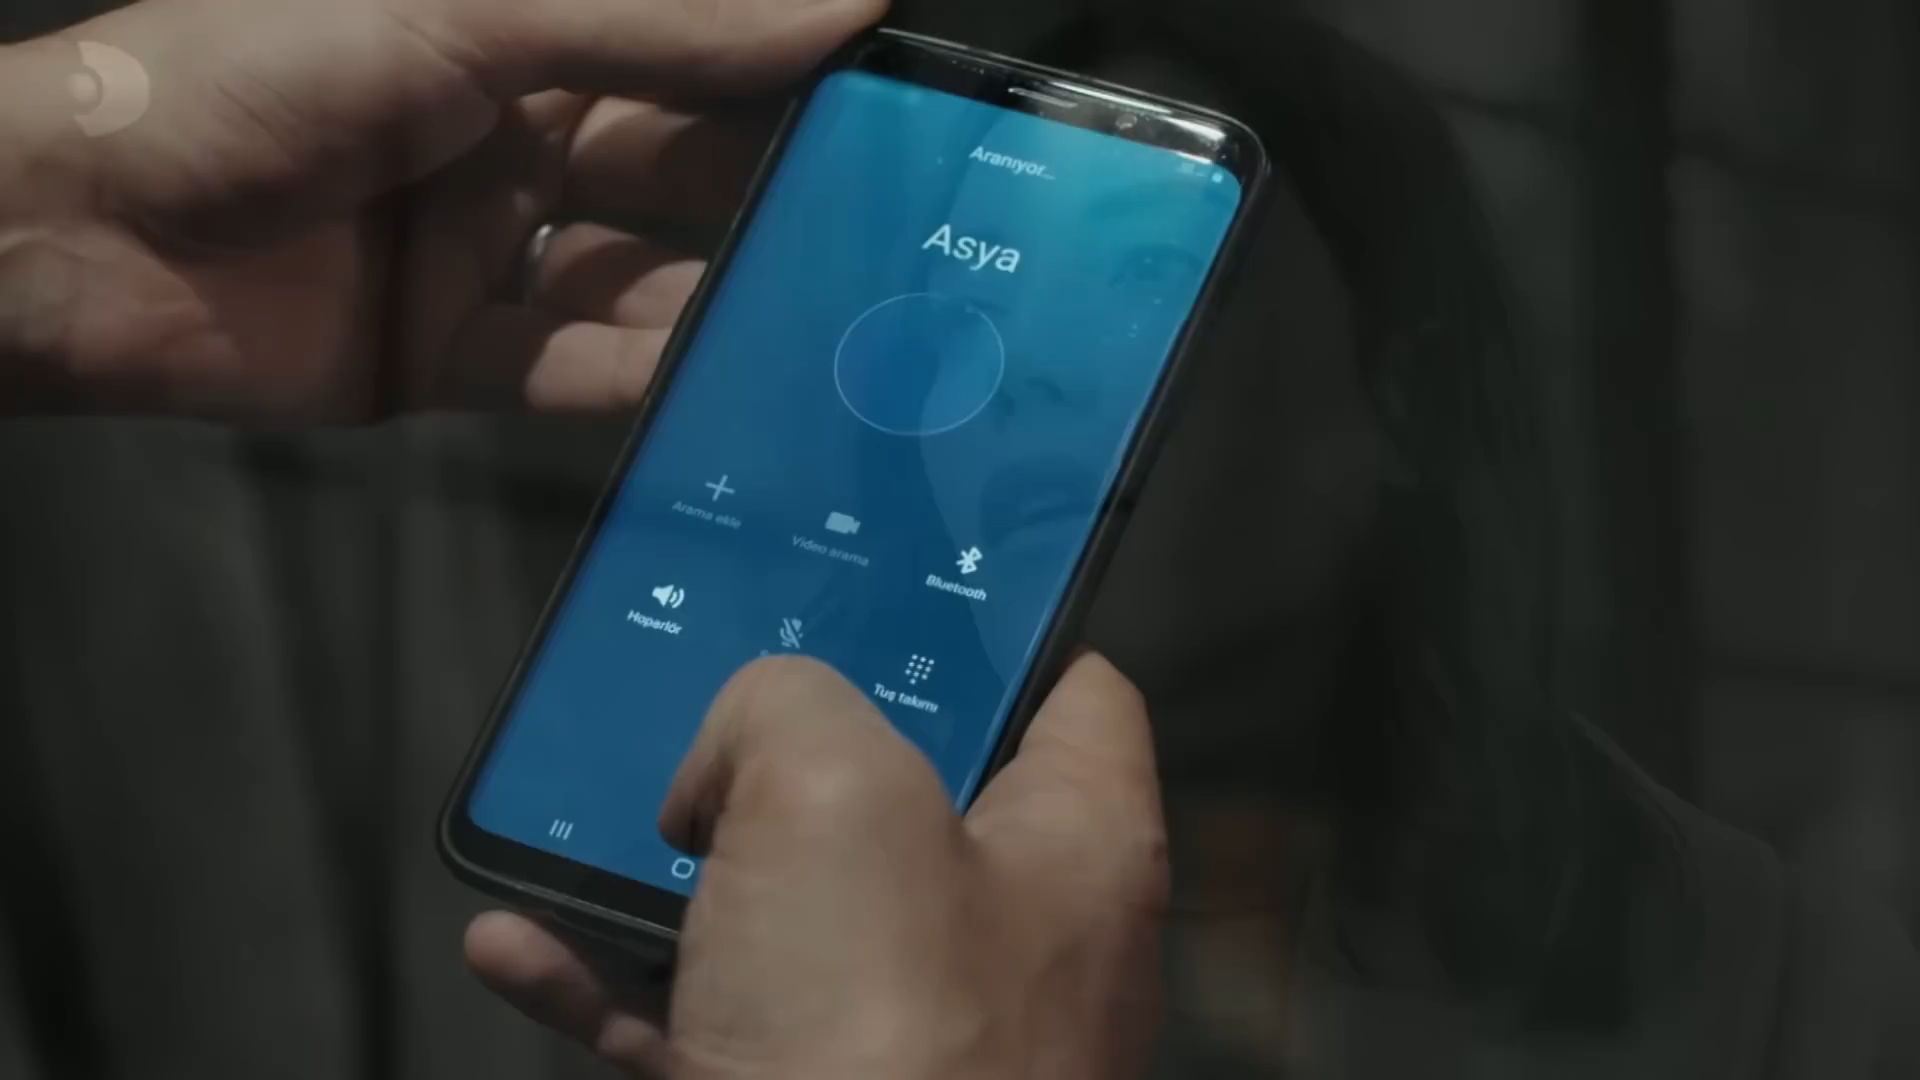 Aranıyor...
Asya
Arama ekle
Video arama
Bluetooth
Hoparlör
Tuş takımı